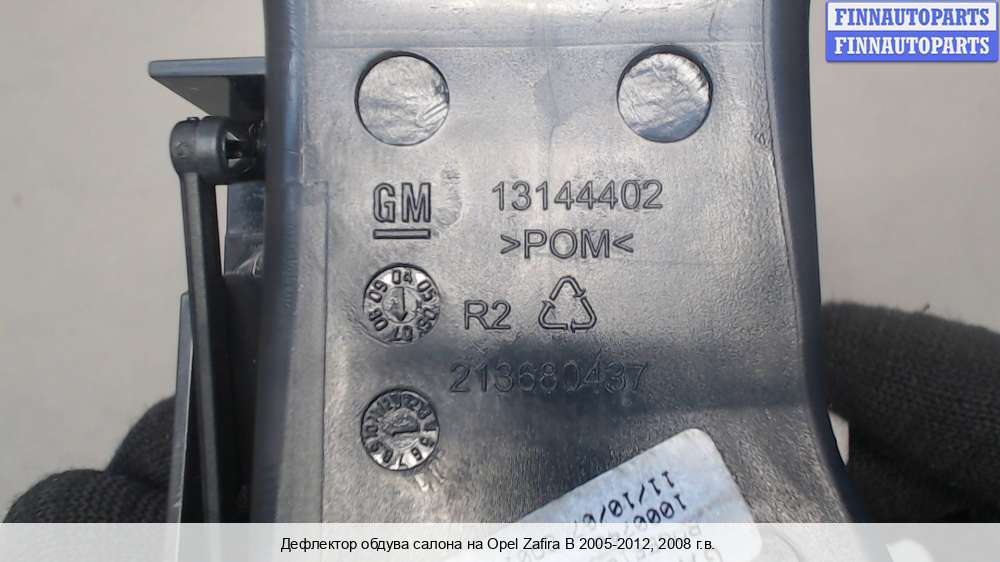 FINNAUTOPARTS
FINNAUTOPARTS
GM
13144402
>POM<
R2
213680437
Дефлектор обдува салона на Opel Zafira B 2005-2012, 2008 г.в.